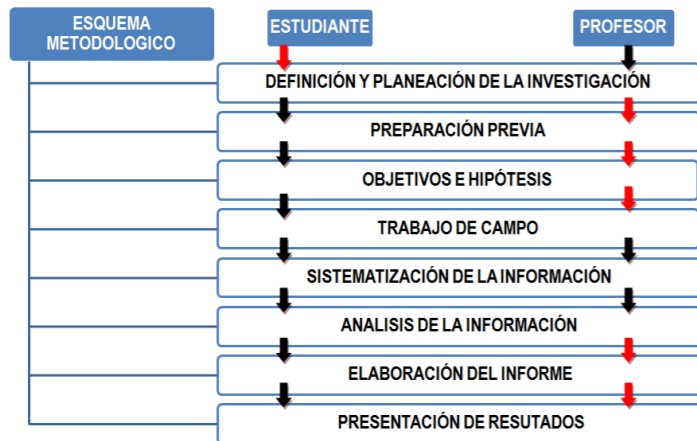 ESQUEMA
METODOLOGICO
ESTUDIANTE
PROFESOR
DEFINICIÓN Y PLANEACIÓN DE LA INVESTIGACIÓN
PREPARACIÓN PREVIA
OBJETIVOS E HIPÓTESIS
TRABAJO DE CAMPO
SISTEMATIZACIÓN DE LA INFORMACIÓN
ANALISIS DE LA INFORMACIÓN
ELABORACIÓN DEL INFORME
PRESENTACIÓN DE RESUTADOS